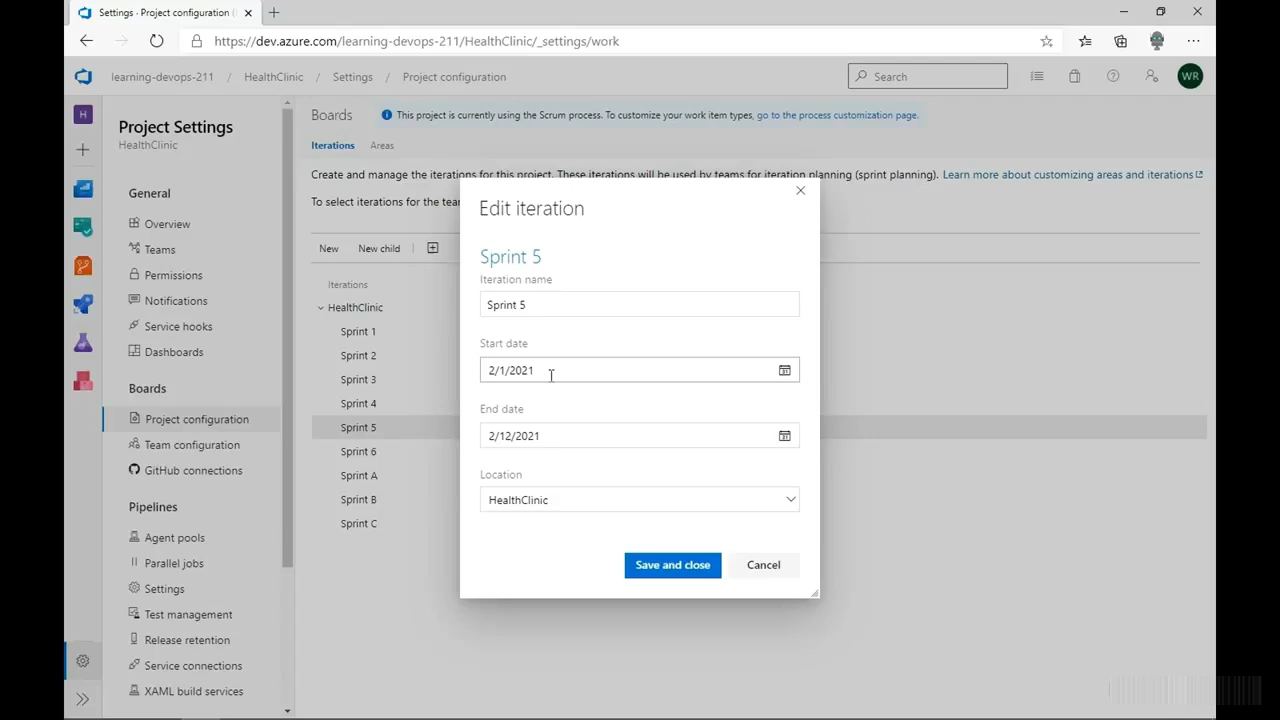 Settings - Project configuration (
https://dev.azure.com/learning-devops-211/HealthClinic/_settings/work
learning-devops-211 / HealthClinic / Settings / Project configuration
Search
WR
H
Project Settings
HealthClinic
General
Overview
Teams
Permissions
Notifications
Service hooks
Dashboards
Boards
Project configuration
Team configuration
GitHub connections
Pipelines
Agent pools
Parallel jobs
Settings
Test management
Release retention
Service connections
XAML build services
Boards
This project is currently using the Scrum process. To customize your work item types, go to the process customization page.
Iterations Areas
Create and manage the iterations for this project. These iterations will be used by teams for iteration planning (sprint planning). Learn more about customizing areas and iterations
To select iterations for the tea
New New child
Iterations
HealthClinic
Sprint 1
Sprint 2
Sprint 3
Sprint 4
Sprint 5
Sprint 6
Sprint A
Sprint B
Sprint C
Edit iteration
Sprint 5
Iteration name
Sprint 5
Start date
2/1/2021
End date
2/12/2021
Location
HealthClinic
Save and close Cancel